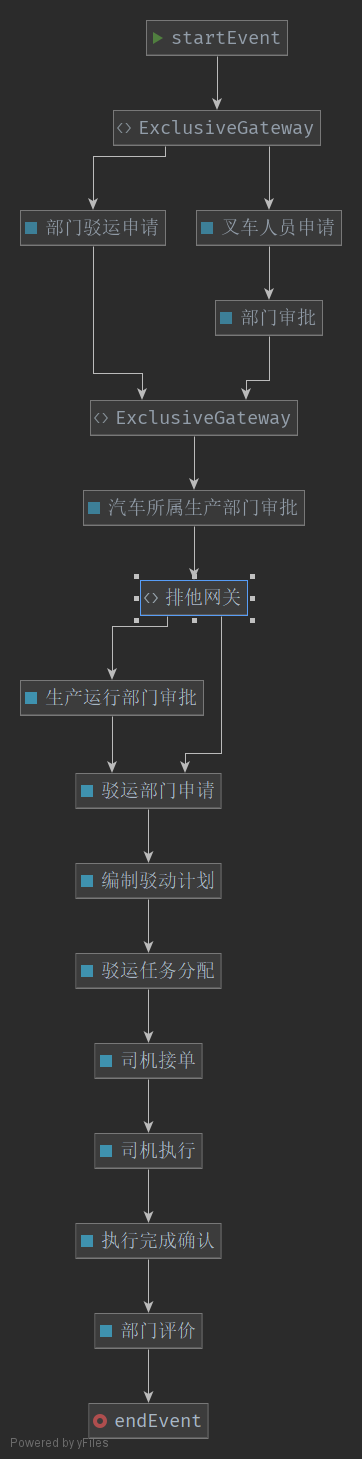 startEvent
ExclusiveGateway
部门驳运申请
叉车人员申请
部门审批
ExclusiveGateway
汽车所属生产部门审批
排他网关
生产运行部门审批
驳运部门申请
编制驳动计划
驳运任务分配
司机接单
司机执行
执行完成确认
部门评价
endEvent
Powered by yFiles